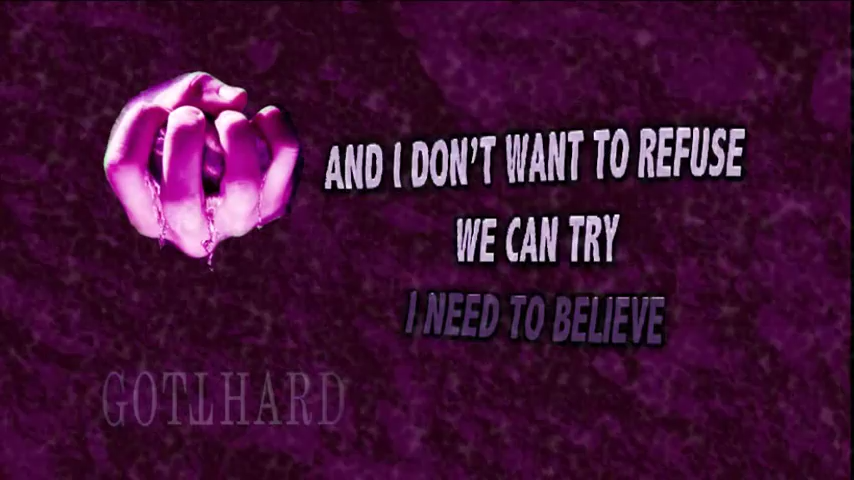 AND I DON'T WANT TO REFUSE
WE CAN TRY
I NEED TO BELIEVE
GOTTHARD